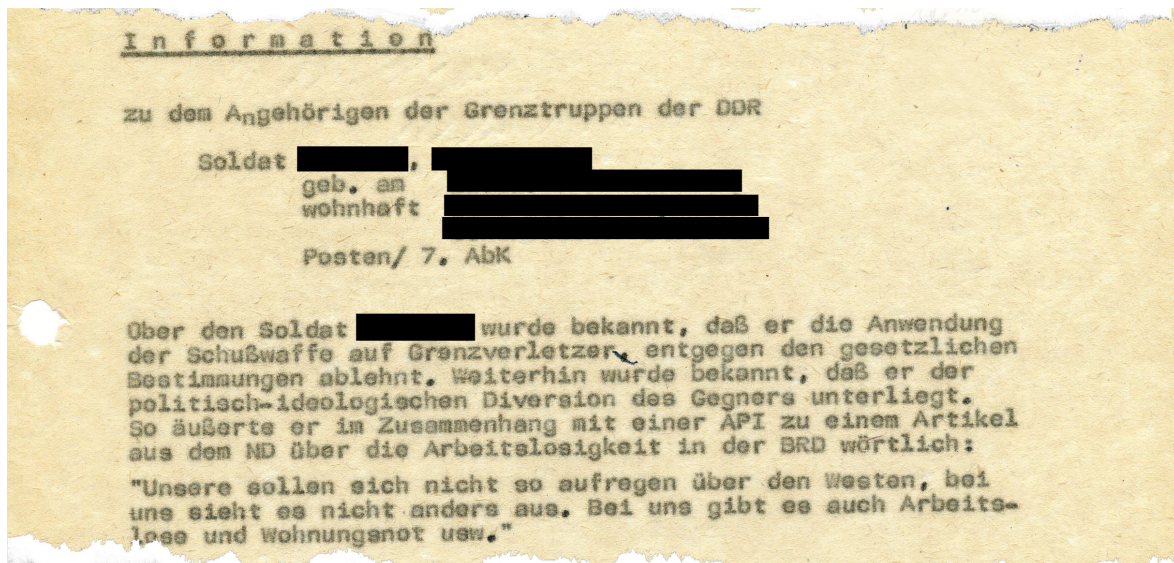 I n f o r m a t i o n
zu dem Angehörigen der Grenztruppen der DDR
Soldat ,
geb. am
wohnhaft
Posten/ 7. AbK
Ober den Soldat wurde bekannt, daß er die Anwendung
der Schußwaffe auf Grenzverletzer, entgegen den gesetzlichen
Bestimmungen ablehnt. Weiterhin wurde bekannt, daß er der
politisch-ideologischen Diversion des Gegners unterliegt.
So äußerte er im Zusammenhang mit einer API zu einem Artikel
aus dem ND über die Arbeitslosigkeit in der BRD wörtlich:
"Unsere sollen sich nicht so aufregen über den Westen, bei
uns sieht es nicht anders aus. Bei uns gibt es auch Arbeits-
lose und Wohnungsnot usw."